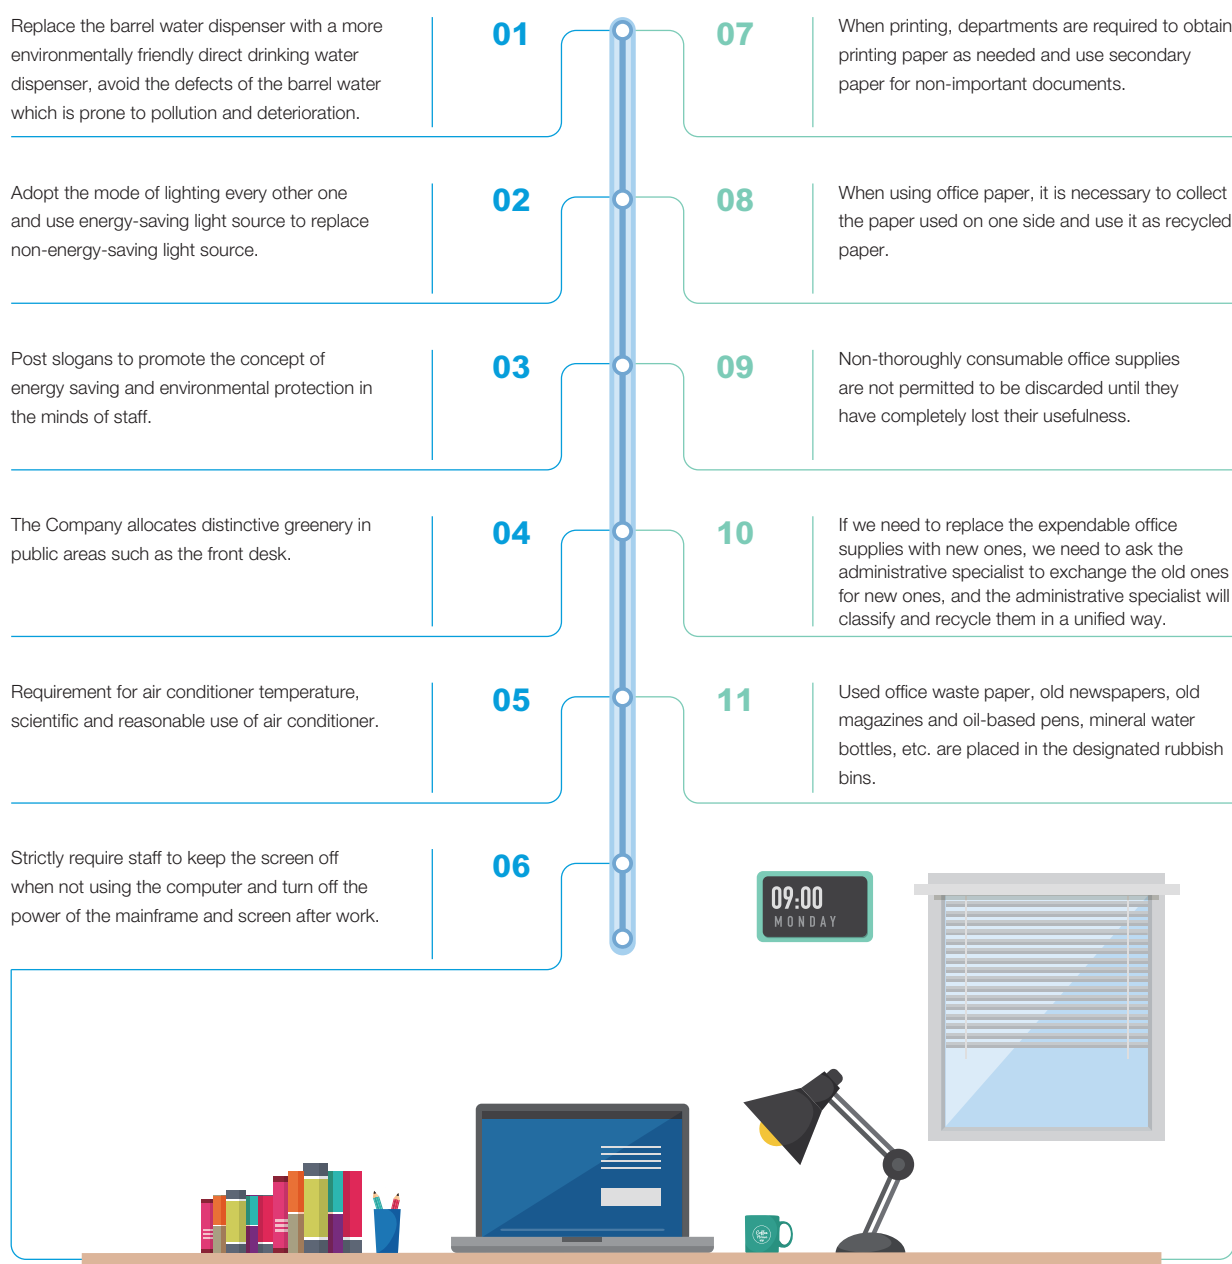 Replace the barrel water dispenser with a more
environmentally friendly direct drinking water
dispenser, avoid the defects of the barrel water
which is prone to pollution and deterioration.
01
Adopt the mode of lighting every other one
and use energy-saving light source to replace
non-energy-saving light source.
02
Post slogans to promote the concept of
energy saving and environmental protection in
the minds of staff.
03
The Company allocates distinctive greenery in
public areas such as the front desk.
04
Requirement for air conditioner temperature,
scientific and reasonable use of air conditioner.
05
Strictly require staff to keep the screen off
when not using the computer and turn off the
power of the mainframe and screen after work.
06
07
When printing, departments are required to obtain
printing paper as needed and use secondary
paper for non-important documents.
08
When using office paper, it is necessary to collect
the paper used on one side and use it as recycled
paper.
09
Non-thoroughly consumable office supplies
are not permitted to be discarded until they
have completely lost their usefulness.
10
If we need to replace the expendable office
supplies with new ones, we need to ask the
administrative specialist to exchange the old ones
for new ones, and the administrative specialist will
classify and recycle them in a unified way.
11
Used office waste paper, old newspapers, old
magazines and oil-based pens, mineral water
bottles, etc. are placed in the designated rubbish
bins.
09:00
MONDAY